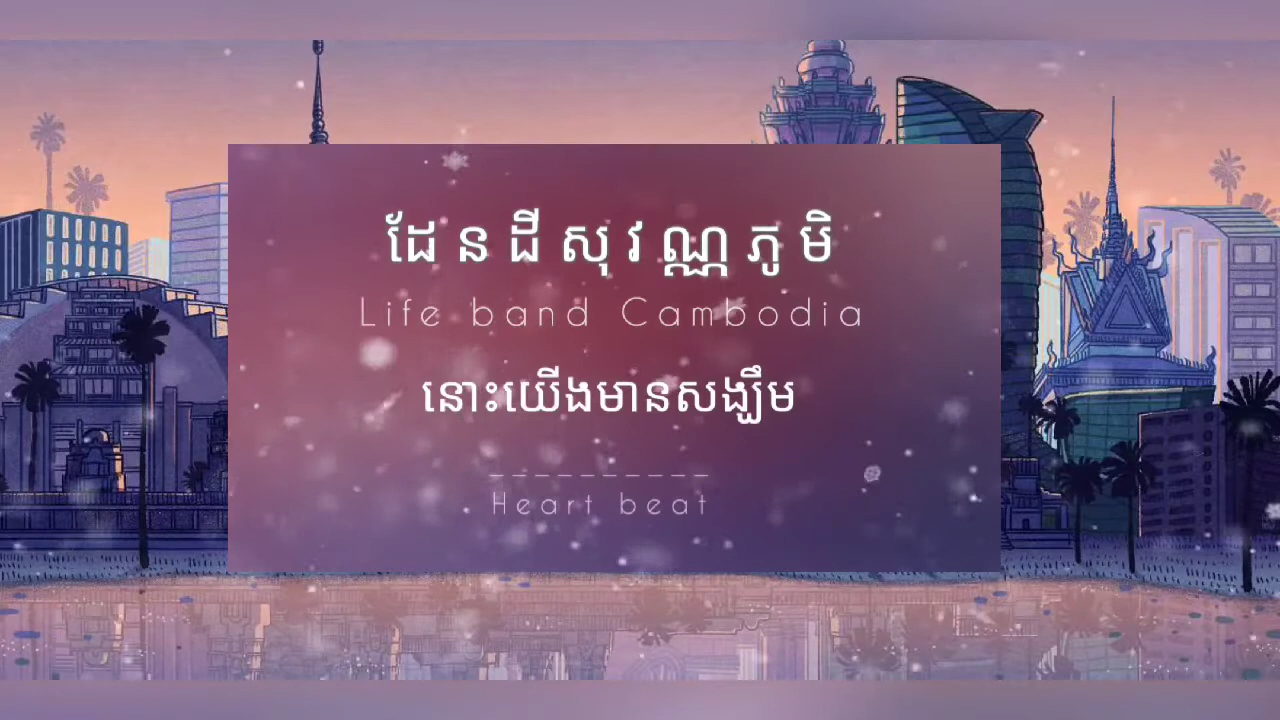 ដែនដីសុវណ្ណភូមិ
Life band Cambodia
នោះយើងមានសង្ឃឹម
__________
Heart beat